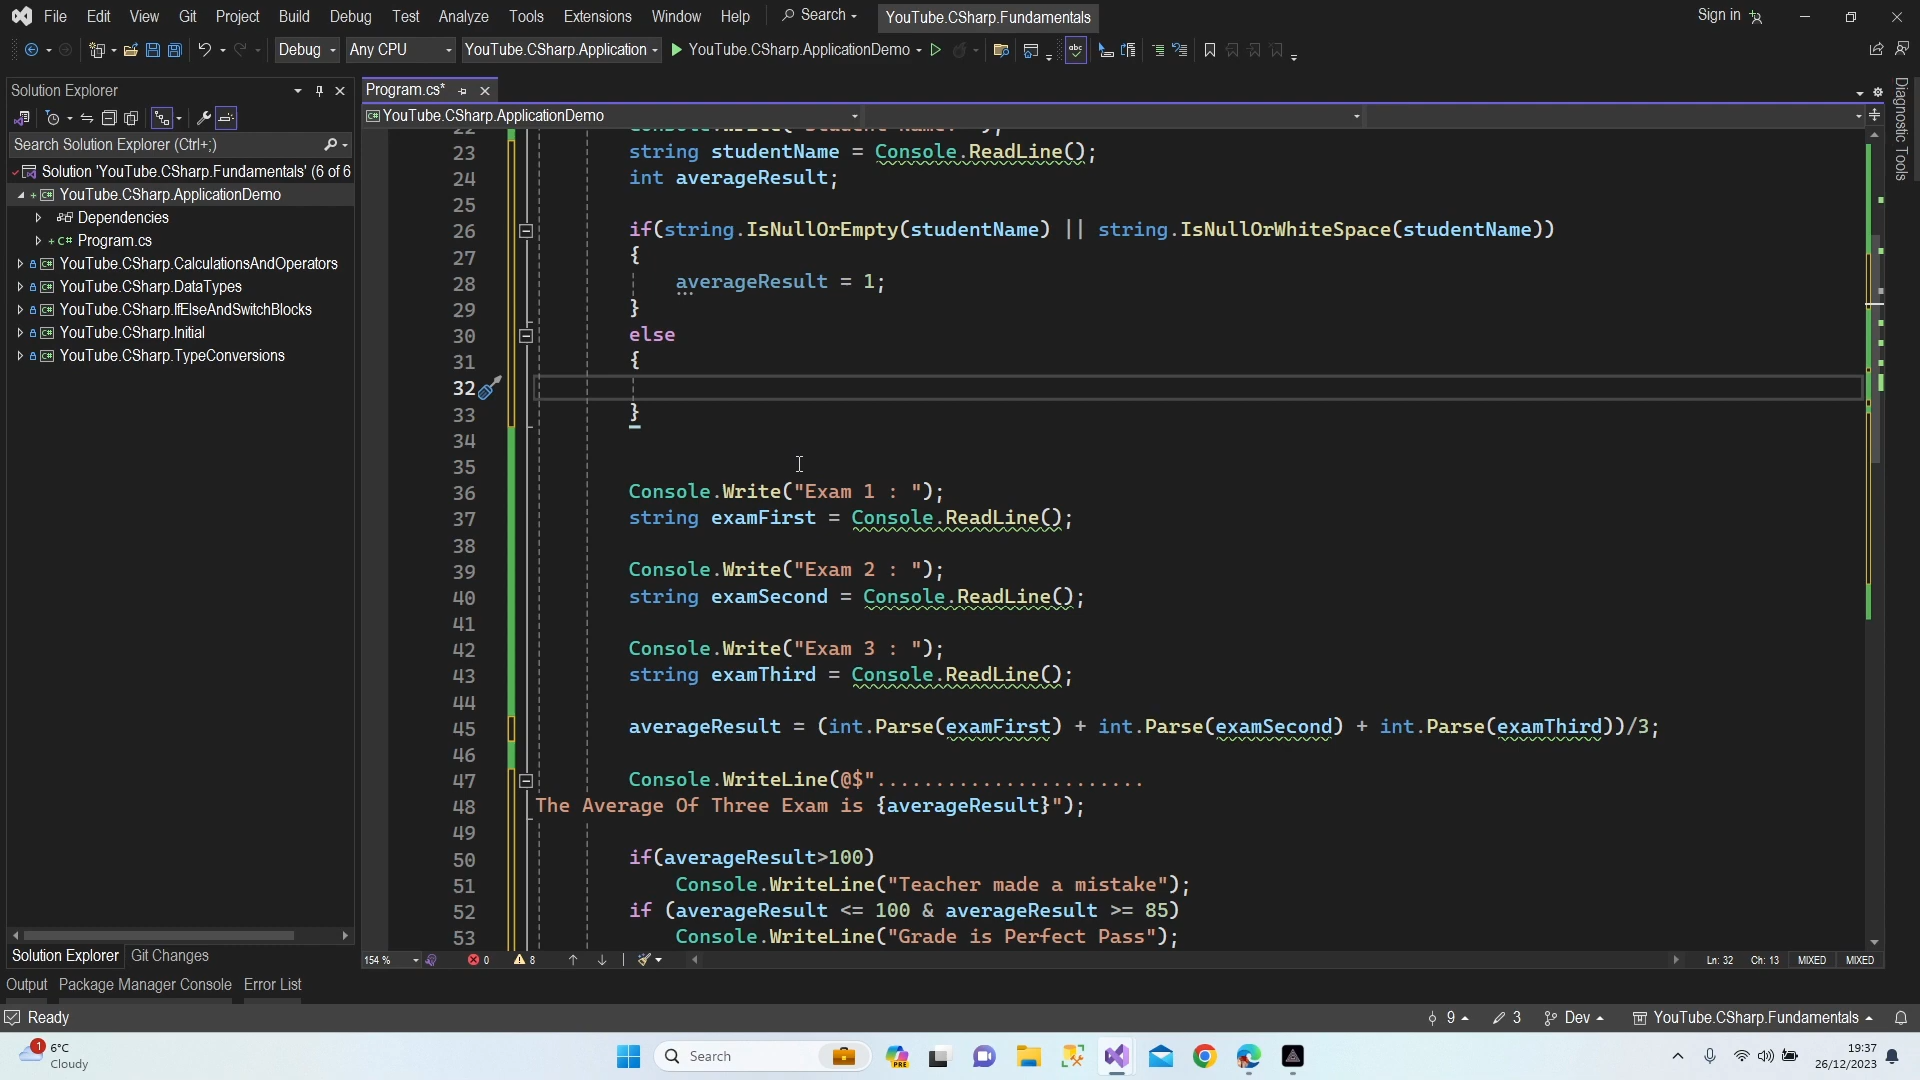 File Edit View Git Project Build Debug Test Analyze Tools Extensions Window Help Search YouTube.CSharp.Fundamentals Sign in
Debug Any CPU YouTube.CSharp.Application YouTube.CSharp.ApplicationDemo
Solution Explorer
Program.cs*
YouTube.CSharp.ApplicationDemo
Search Solution Explorer (Ctrl+;)
Solution 'YouTube.CSharp.Fundamentals' (6 of 6
YouTube.CSharp.ApplicationDemo
Dependencies
Program.cs
YouTube.CSharp.CalculationsAndOperators
YouTube.CSharp.DataTypes
YouTube.CSharp.IfElseAndSwitchBlocks
YouTube.CSharp.Initial
YouTube.CSharp.TypeConversions
Diagnostic Tools
23 string studentName = Console.ReadLine();
24 int averageResult;
25
26 if(string.IsNullOrEmpty(studentName) || string.IsNullOrWhiteSpace(studentName))
27 {
28 averageResult = 1;
29 }
30 else
31 {
32
33 }
34
35
36 Console.Write("Exam 1 : ");
37 string examFirst = Console.ReadLine();
38
39 Console.Write("Exam 2 : ");
40 string examSecond = Console.ReadLine();
41
42 Console.Write("Exam 3 : ");
43 string examThird = Console.ReadLine();
44
45 averageResult = (int.Parse(examFirst) + int.Parse(examSecond) + int.Parse(examThird))/3;
46
47 Console.WriteLine(@$".......................
48 The Average Of Three Exam is {averageResult}");
49
50 if(averageResult>100)
51 Console.WriteLine("Teacher made a mistake");
52 if (averageResult <= 100 & averageResult >= 85)
53 Console.WriteLine("Grade is Perfect Pass");
154 % 0 8 Ln: 32 Ch: 13 MIXED MIXED
Solution Explorer Git Changes
Output Package Manager Console Error List
Ready 9 3 Dev YouTube.CSharp.Fundamentals
1 6°C
Cloudy
Search
PRE
19:37
26/12/2023